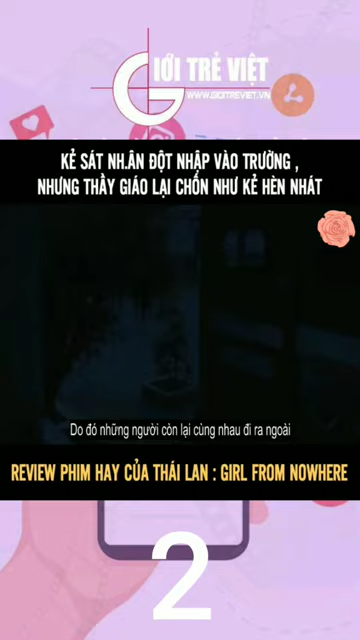 GIỚI TRẺ VIỆT
WWW.GIOITREVIET.VN
KẺ SÁT NH.ÂN ĐỘT NHẬP VÀO TRƯỜNG ,
NHƯNG THẦY GIÁO LẠI CHỐN NHƯ KẺ HÈN NHÁT
Do đó những người còn lại cùng nhau đi ra ngoài
REVIEW PHIM HAY CỦA THÁI LAN : GIRL FROM NOWHERE
2